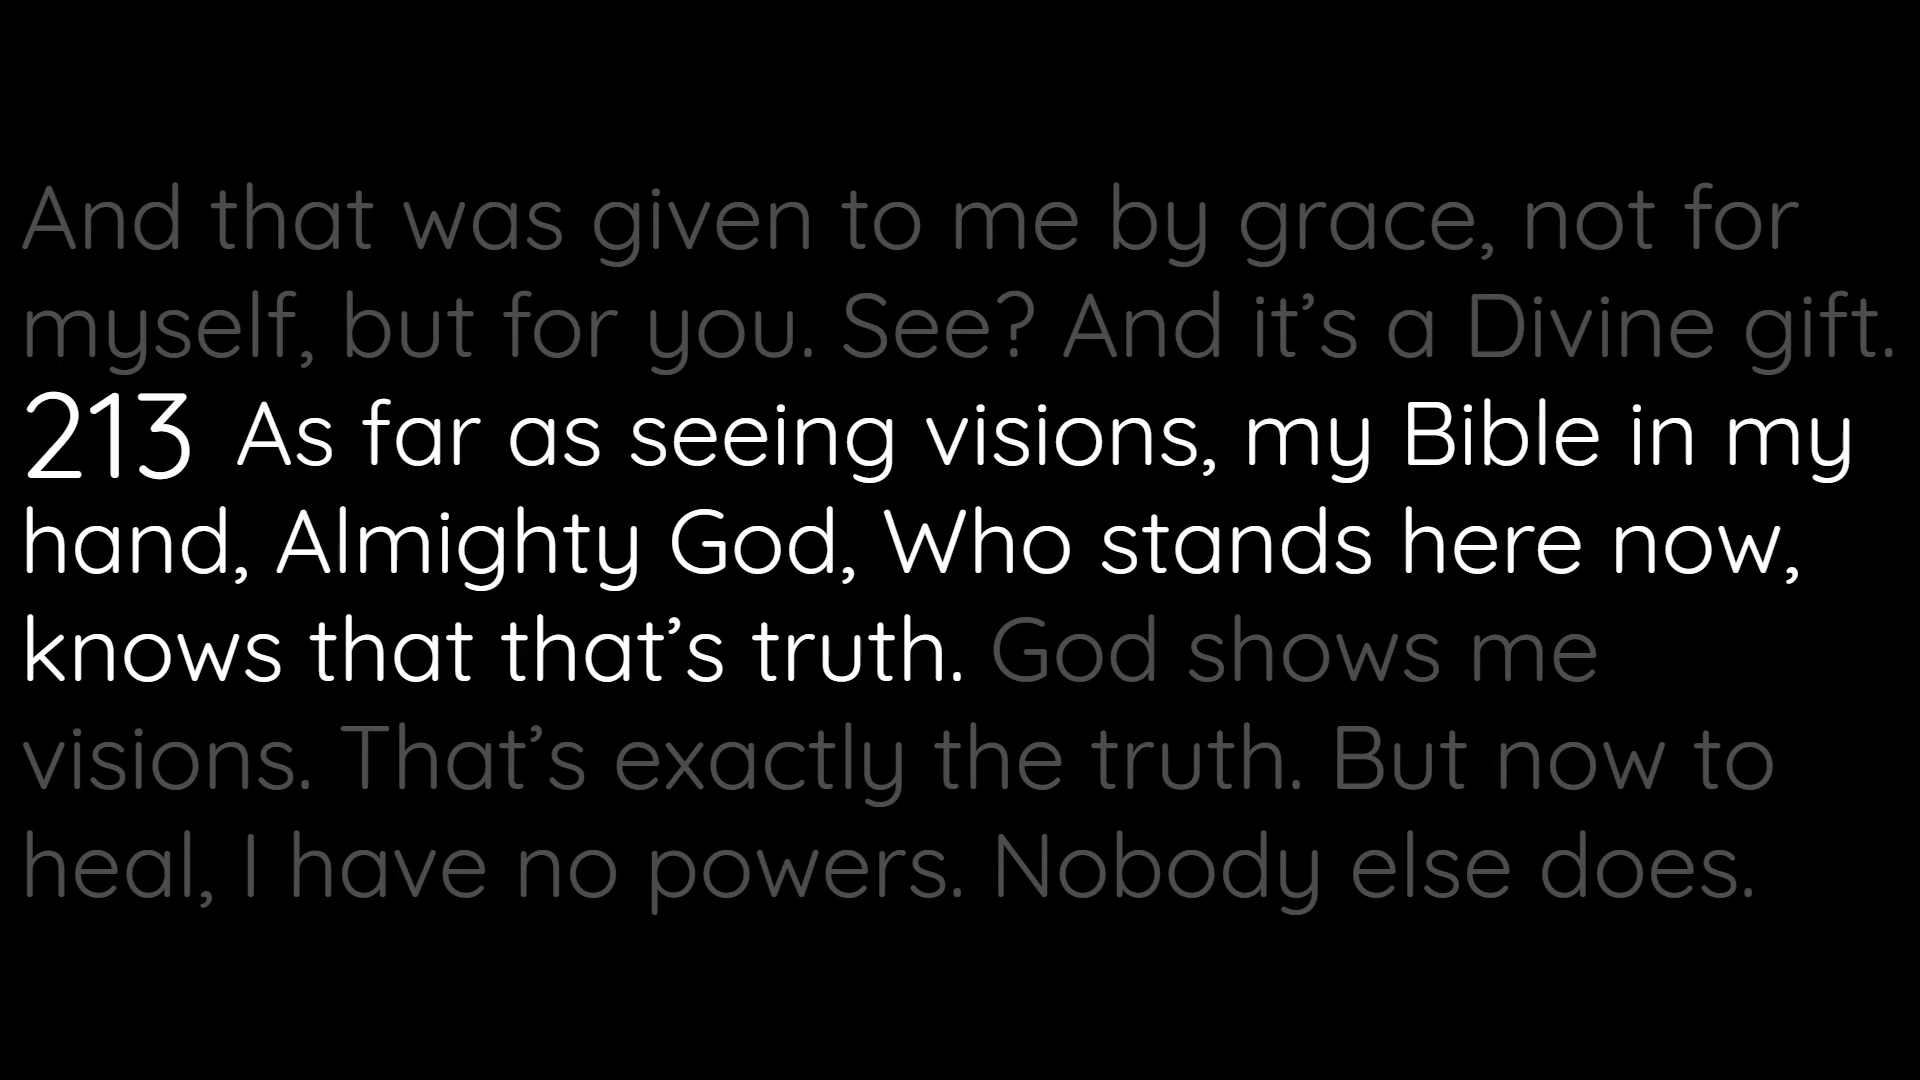 And that was given to me by grace, not for
myself, but for you. See? And it’s a Divine gift.
213 As far as seeing visions, my Bible in my
hand, Almighty God, Who stands here now,
knows that that’s truth. God shows me
visions. That’s exactly the truth. But now to
heal, I have no powers. Nobody else does.